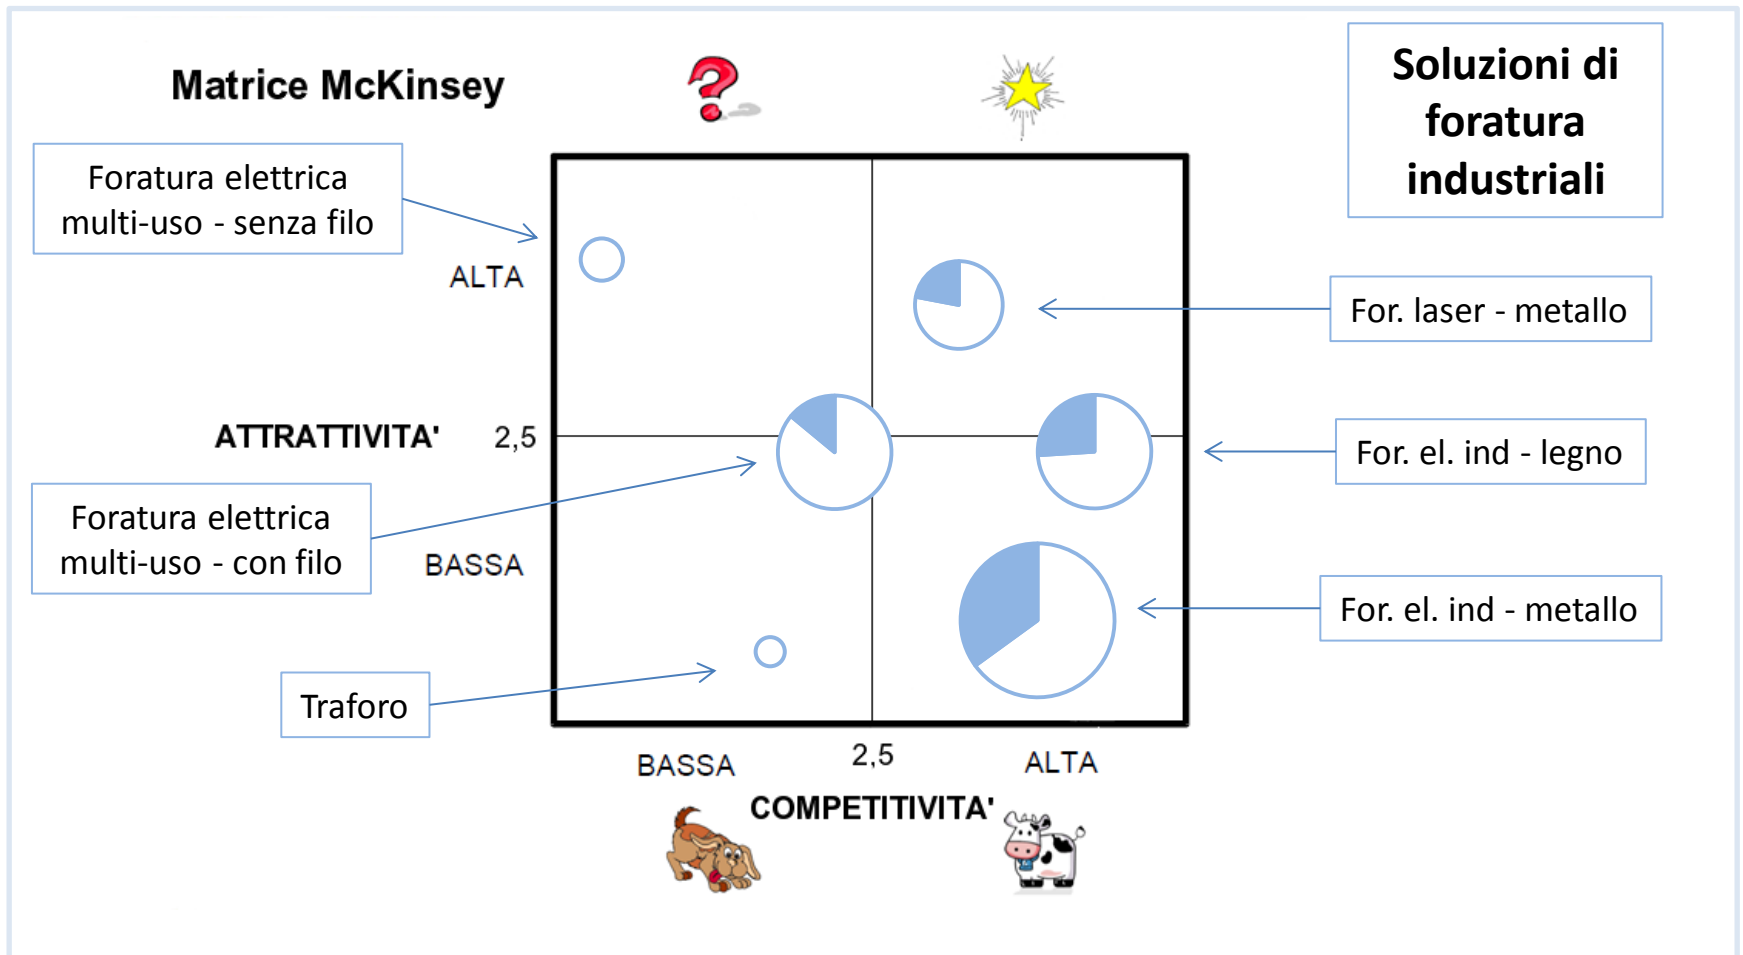 Matrice McKinsey
?
Soluzioni di
foratura
industriali
Foratura elettrica
multi-uso - senza filo
ALTA
For. laser - metallo
ATTRATTIVITA' 2,5
For. el. ind - legno
Foratura elettrica
multi-uso - con filo
BASSA
For. el. ind - metallo
Traforo
BASSA 2,5 ALTA
COMPETITIVITA'